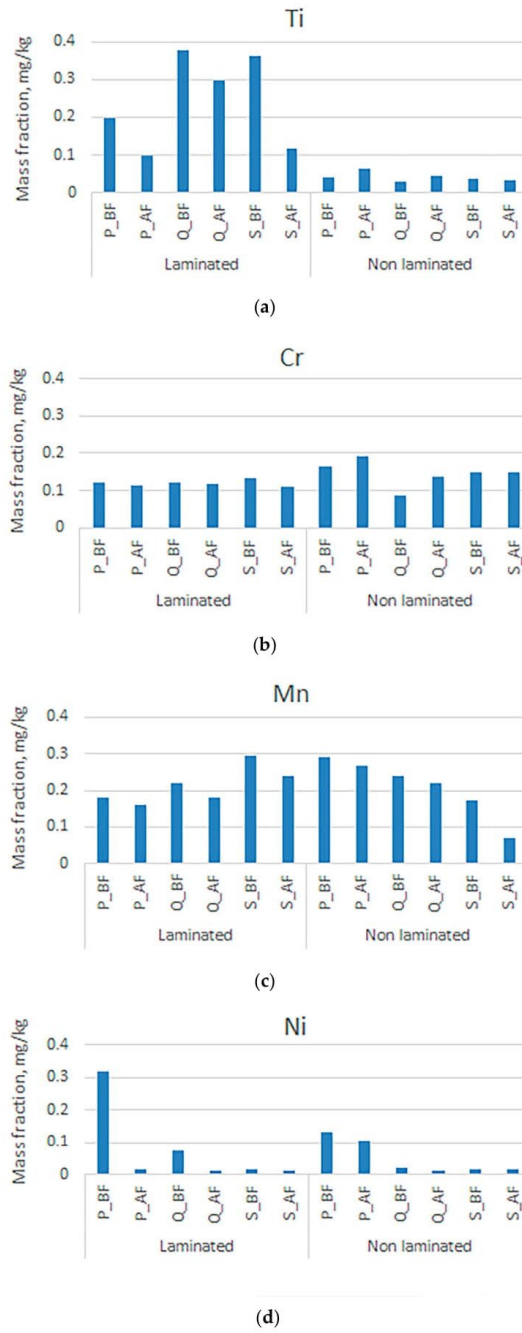 Ti
Mass fraction, mg/kg
0.4
0.3
0.2
0.1
0
P_BF
P_AF
Q_BF
Q_AF
S_BF
S_AF
P_BF
P_AF
Q_BF
Q_AF
S_BF
S_AF
Laminated
Non laminated
(a)
Cr
Mass fraction, mg/kg
0.4
0.3
0.2
0.1
0
P_BF
P_AF
Q_BF
Q_AF
S_BF
S_AF
P_BF
P_AF
Q_BF
Q_AF
S_BF
S_AF
Laminated
Non laminated
(b)
Mn
Mass fraction, mg/kg
0.4
0.3
0.2
0.1
0
P_BF
P_AF
Q_BF
Q_AF
S_BF
S_AF
P_BF
P_AF
Q_BF
Q_AF
S_BF
S_AF
Laminated
Non laminated
(c)
Ni
Mass fraction, mg/kg
0.4
0.3
0.2
0.1
0
P_BF
P_AF
Q_BF
Q_AF
S_BF
S_AF
P_BF
P_AF
Q_BF
Q_AF
S_BF
S_AF
Laminated
Non laminated
(d)